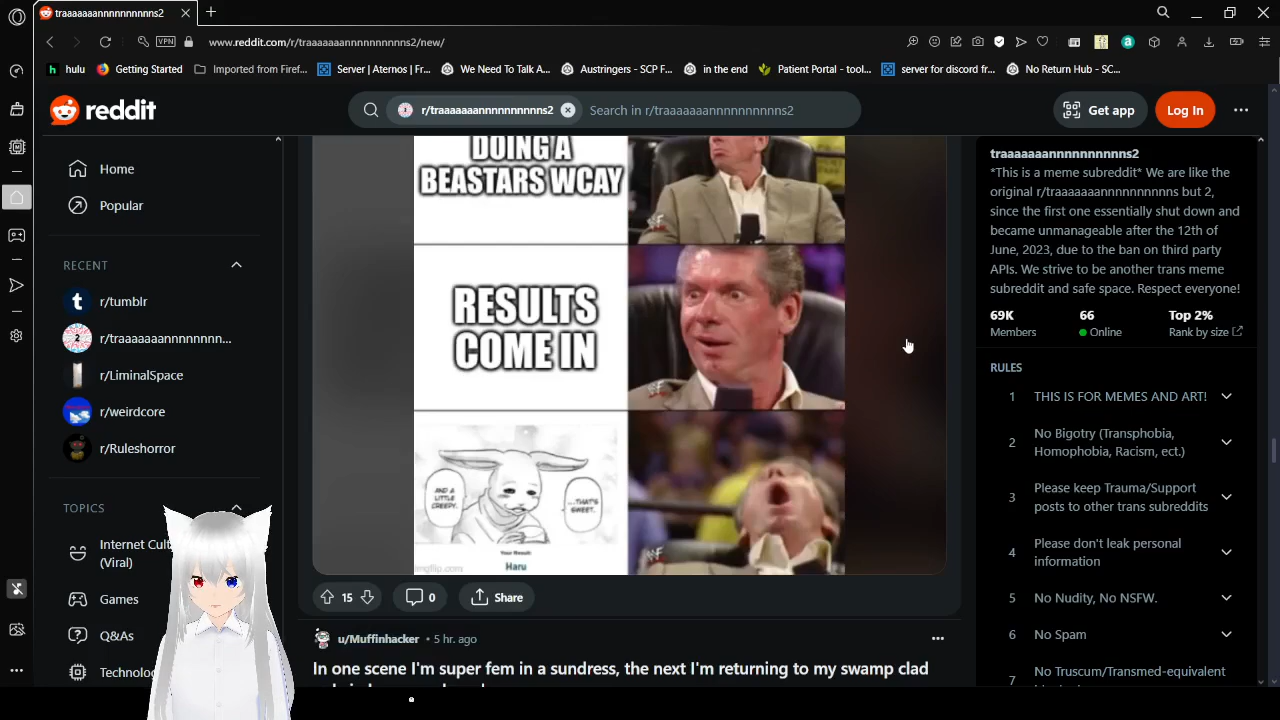 traaaaaaannnnnnnnnns2
VPN
www.reddit.com/r/traaaaaaannnnnnnnnns2/new/
hulu
Getting Started
Imported from Firef...
Server | Aternos | Fr...
We Need To Talk A...
Austringers - SCP F...
in the end
Patient Portal - tool...
server for discord fr...
No Return Hub - SC...
reddit
r/traaaaaaannnnnnnnnns2
Search in r/traaaaaaannnnnnnnnns2
Get app
Log In
Home
Popular
RECENT
r/tumblr
r/traaaaaaannnnnnn...
r/LiminalSpace
r/weirdcore
r/Ruleshorror
TOPICS
Internet Cult
(Viral)
Games
Q&As
Technolo
DOING A
BEASTARS WCAY
RESULTS
COME IN
AND A
LITTLE
CREEPY.
...THAT'S
SWEET.
Your Result:
Haru
imgflip.com
15
0
Share
u/Muffinhacker • 5 hr. ago
In one scene I'm super fem in a sundress, the next I'm returning to my swamp clad
traaaaaaannnnnnnnnns2
*This is a meme subreddit* We are like the
original r/traaaaaaannnnnnnnnns but 2,
since the first one essentially shut down and
became unmanageable after the 12th of
June, 2023, due to the ban on third party
APIs. We strive to be another trans meme
subreddit and safe space. Respect everyone!
69K
Members
66
Online
Top 2%
Rank by size
RULES
1 THIS IS FOR MEMES AND ART!
2 No Bigotry (Transphobia,
Homophobia, Racism, ect.)
3 Please keep Trauma/Support
posts to other trans subreddits
4 Please don't leak personal
information
5 No Nudity, No NSFW.
6 No Spam
7 No Truscum/Transmed-equivalent